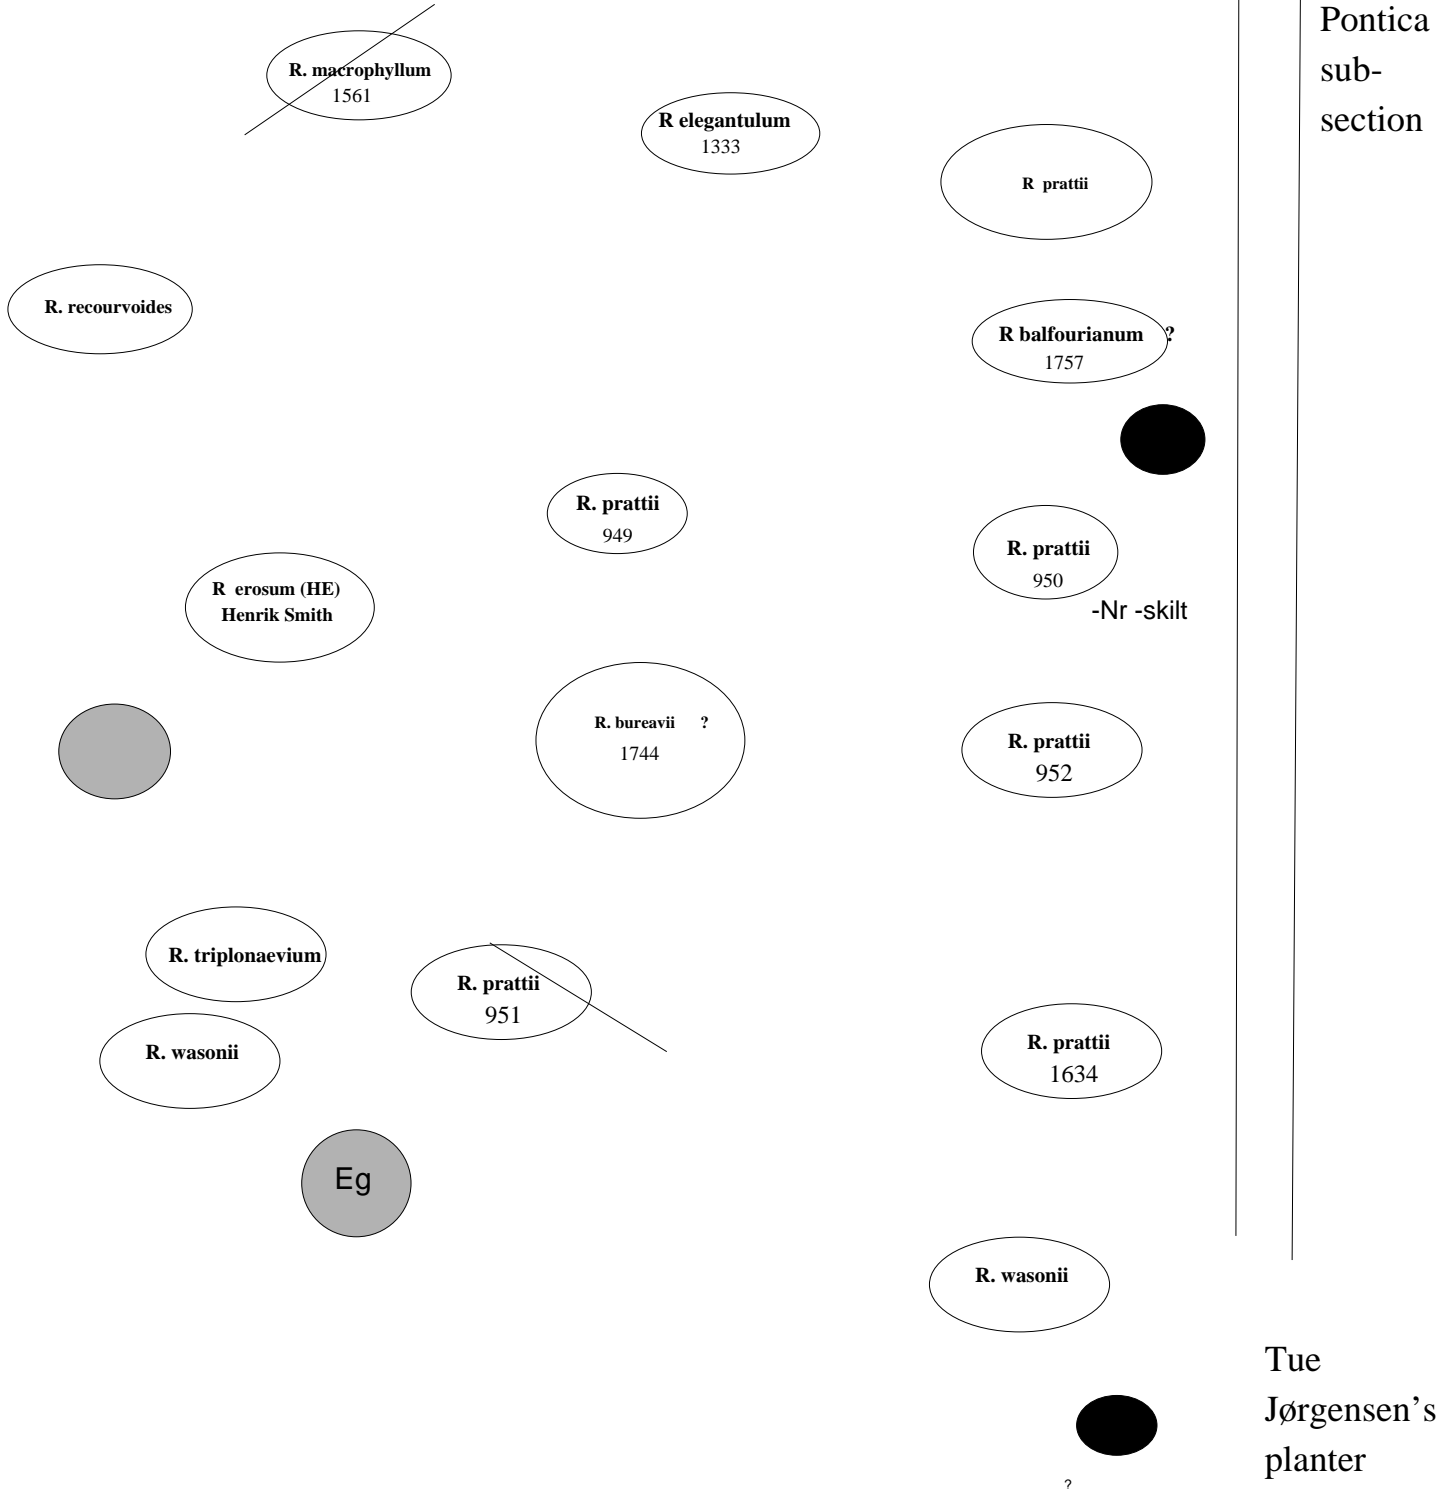 Pontica
sub-
section
R. macrophyllum
1561
R elegantulum
1333
R prattii
R. recourvoides
R balfourianum ?
1757
R. prattii
949
R. prattii
950
-Nr -skilt
R erosum (HE)
Henrik Smith
R. bureavii ?
1744
R. prattii
952
R. triplonaevium
R. prattii
951
R. wasonii
R. prattii
1634
Eg
R. wasonii
Tue
Jørgensen’s
planter
?